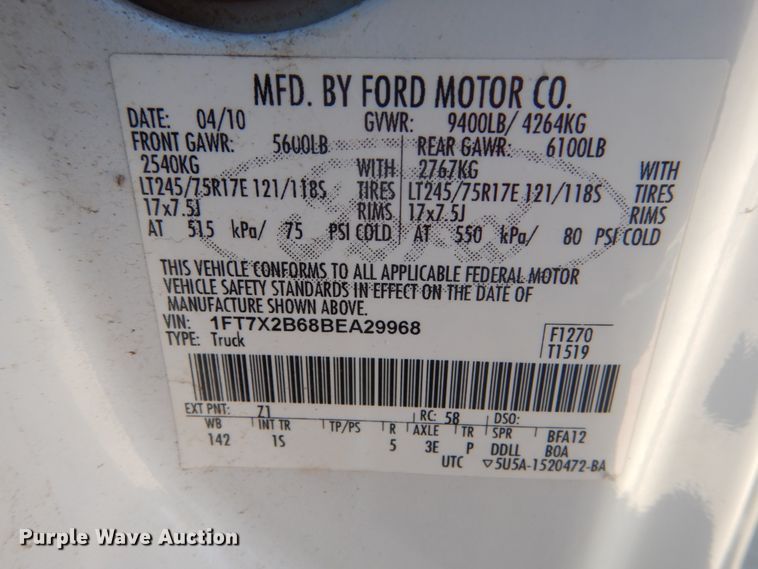 MFD. BY FORD MOTOR CO.
DATE: 04/10 GVWR: 9400LB/ 4264KG
FRONT GAWR: 5600LB REAR GAWR: 6100LB
2540KG WITH 2767KG WITH
LT245/75R17E 121/118S TIRES LT245/75R17E 121/118S TIRES
17x7.5J RIMS 17x7.5J RIMS
AT 515 kPa/ 75 PSI COLD AT 550 kPa/ 80 PSI COLD
THIS VEHICLE CONFORMS TO ALL APPLICABLE FEDERAL MOTOR
VEHICLE SAFETY STANDARDS IN EFFECT ON THE DATE OF
MANUFACTURE SHOWN ABOVE.
VIN: 1FT7X2B68BEA29968 F1270
TYPE: Truck T1519
EXT PNT: Z1 RC: 58 DSO:
WB INT TR TP/PS R AXLE TR SPR BFA12
142 1S 5 3E P DDLL BOA
UTC ▽5U5A-1520472-BA
Purple Wave Auction